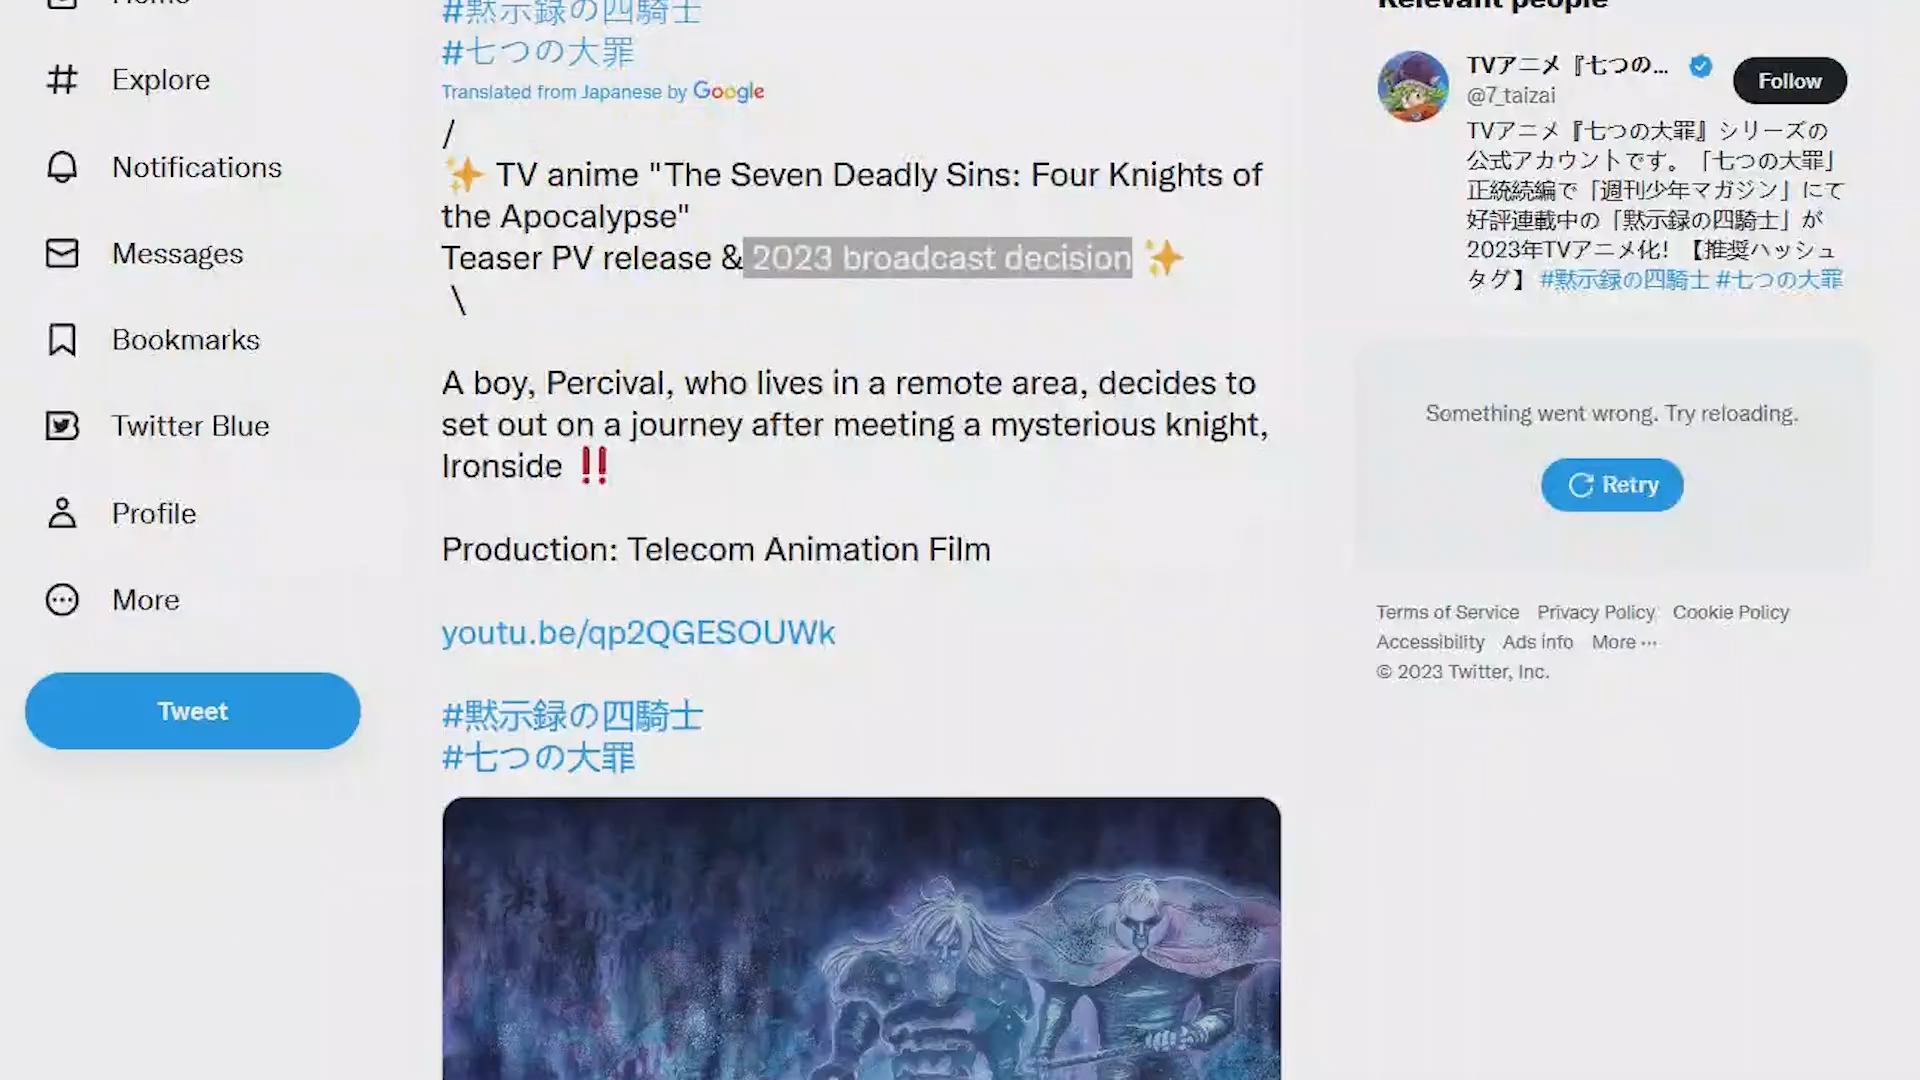 Home
Explore
Notifications
Messages
Bookmarks
Twitter Blue
Profile
More
Tweet
#黙示録の四騎士
#七つの大罪
Translated from Japanese by Google
/
✨ TV anime "The Seven Deadly Sins: Four Knights of
the Apocalypse"
Teaser PV release & 2023 broadcast decision ✨
\
A boy, Percival, who lives in a remote area, decides to
set out on a journey after meeting a mysterious knight,
Ironside ‼
Production: Telecom Animation Film
youtu.be/qp2QGESOUWk
#黙示録の四騎士
#七つの大罪
Relevant people
TVアニメ『七つの...
@7_taizai
Follow
TVアニメ『七つの大罪』シリーズの
公式アカウントです。「七つの大罪」
正統続編で「週刊少年マガジン」にて
好評連載中の「黙示録の四騎士」が
2023年TVアニメ化! 【推奨ハッシュ
タグ】 #黙示録の四騎士 #七つの大罪
Something went wrong. Try reloading.
Retry
Terms of Service Privacy Policy Cookie Policy
Accessibility Ads info More ...
© 2023 Twitter, Inc.